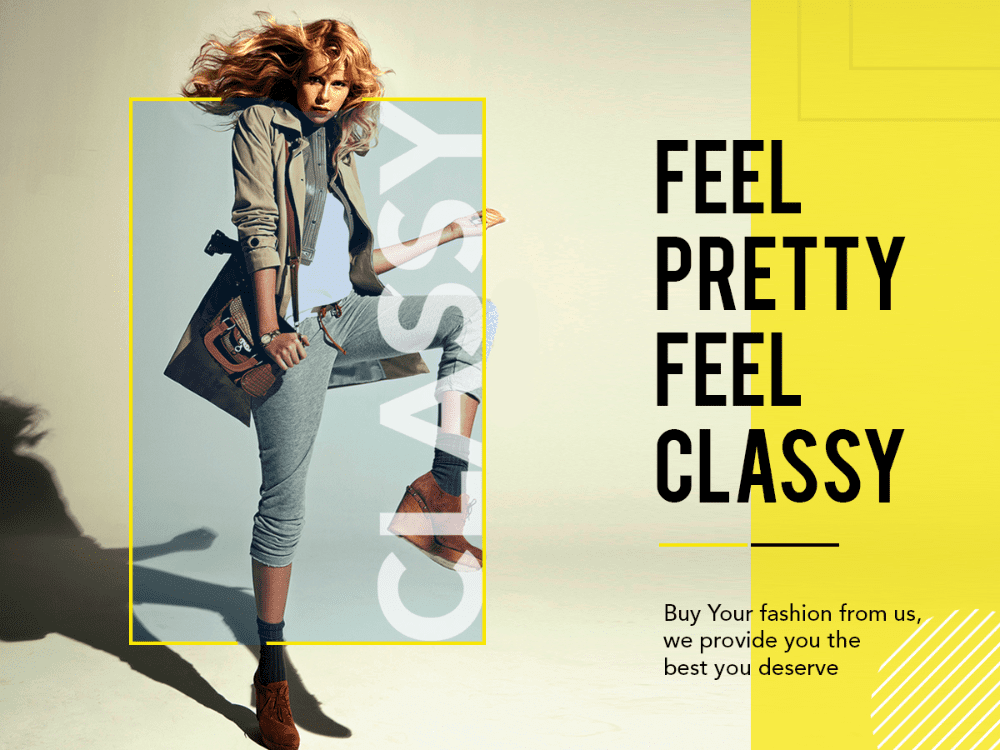 CLASSY
FEEL
PRETTY
FEEL
CLASSY
Buy Your fashion from us,
we provide you the
best you deserve